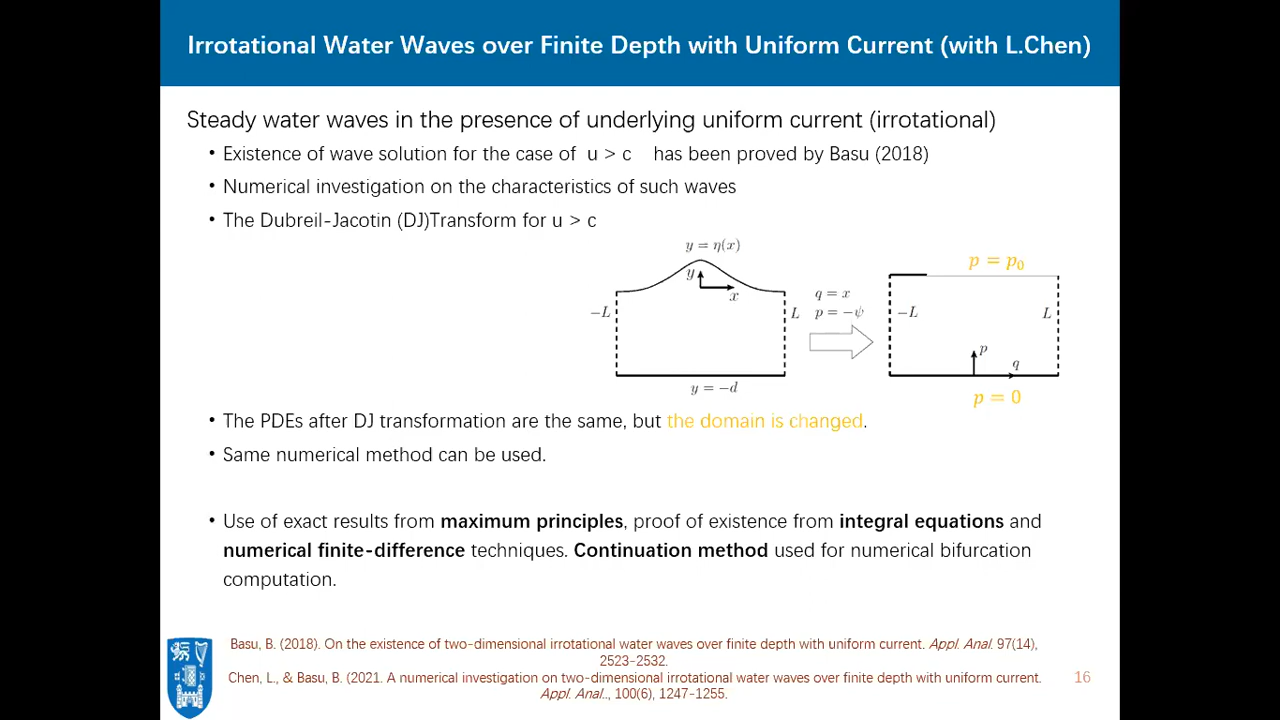 Irrotational Water Waves over Finite Depth with Uniform Current (with L.Chen)
Steady water waves in the presence of underlying uniform current (irrotational)
• Existence of wave solution for the case of u > c has been proved by Basu (2018)
• Numerical investigation on the characteristics of such waves
• The Dubreil-Jacotin (DJ)Transform for u > c
y = η(x)
y
x
−L
L
y = −d
q = x
p = −ψ
p = p₀
−L
L
p
q
p = 0
• The PDEs after DJ transformation are the same, but the domain is changed.
• Same numerical method can be used.
• Use of exact results from maximum principles, proof of existence from integral equations and
numerical finite-difference techniques. Continuation method used for numerical bifurcation
computation.
Basu, B. (2018). On the existence of two-dimensional irrotational water waves over finite depth with uniform current. Appl. Anal. 97(14),
2523-2532.
Chen, L., & Basu, B. (2021. A numerical investigation on two-dimensional irrotational water waves over finite depth with uniform current.
Appl. Anal.., 100(6), 1247-1255.
16